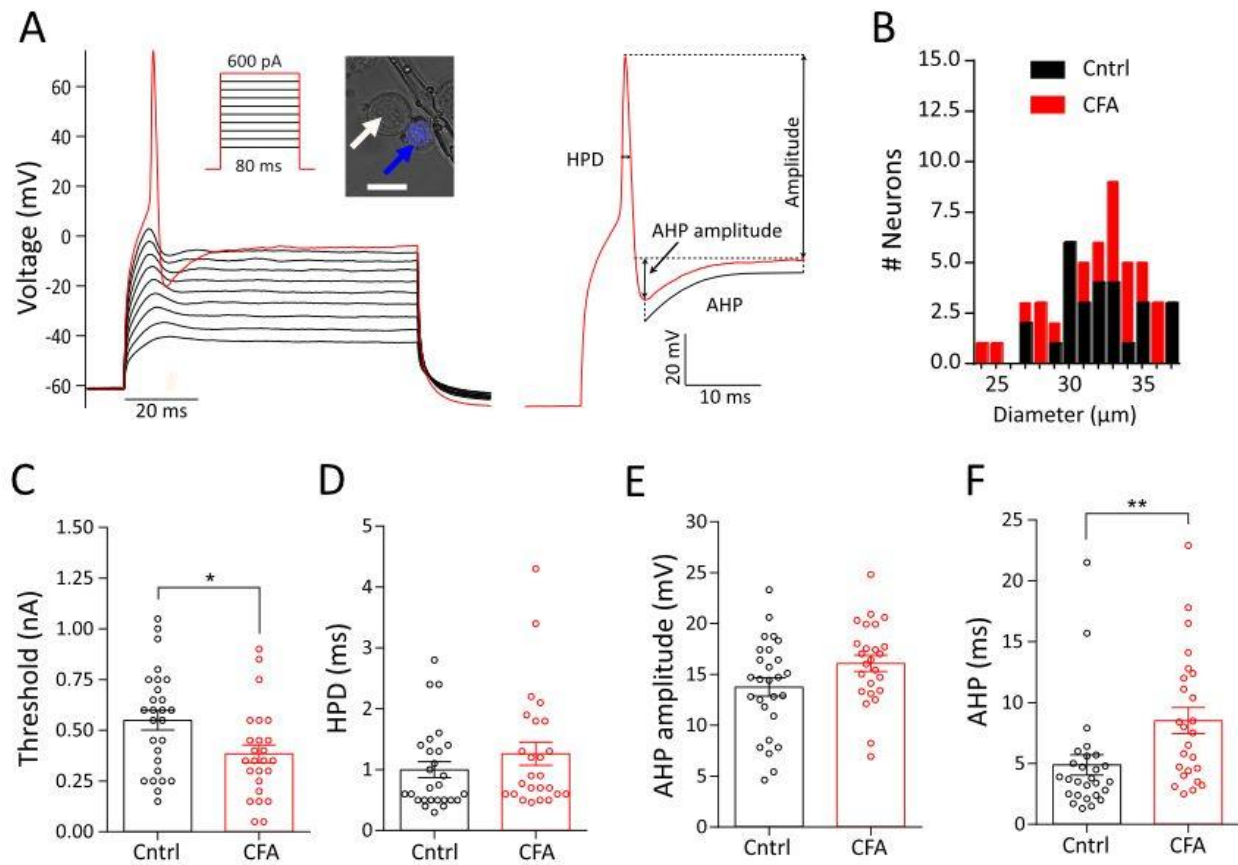 A
Voltage (mV)
60
40
20
0
-20
-40
-60
600 pA
80 ms
20 ms
HPD
Amplitude
AHP amplitude
AHP
20 mV
10 ms
B
# Neurons
15.0
12.5
10.0
7.5
5.0
2.5
0.0
Cntrl
CFA
25 30 35
Diameter (μm)
C
Threshold (nA)
1.50
1.25
1.00
0.75
0.50
0.25
0.00
*
Cntrl CFA
D
HPD (ms)
5
4
3
2
1
0
Cntrl CFA
E
AHP amplitude (mV)
30
25
20
15
10
5
0
Cntrl CFA
F
AHP (ms)
25
20
15
10
5
0
**
Cntrl CFA